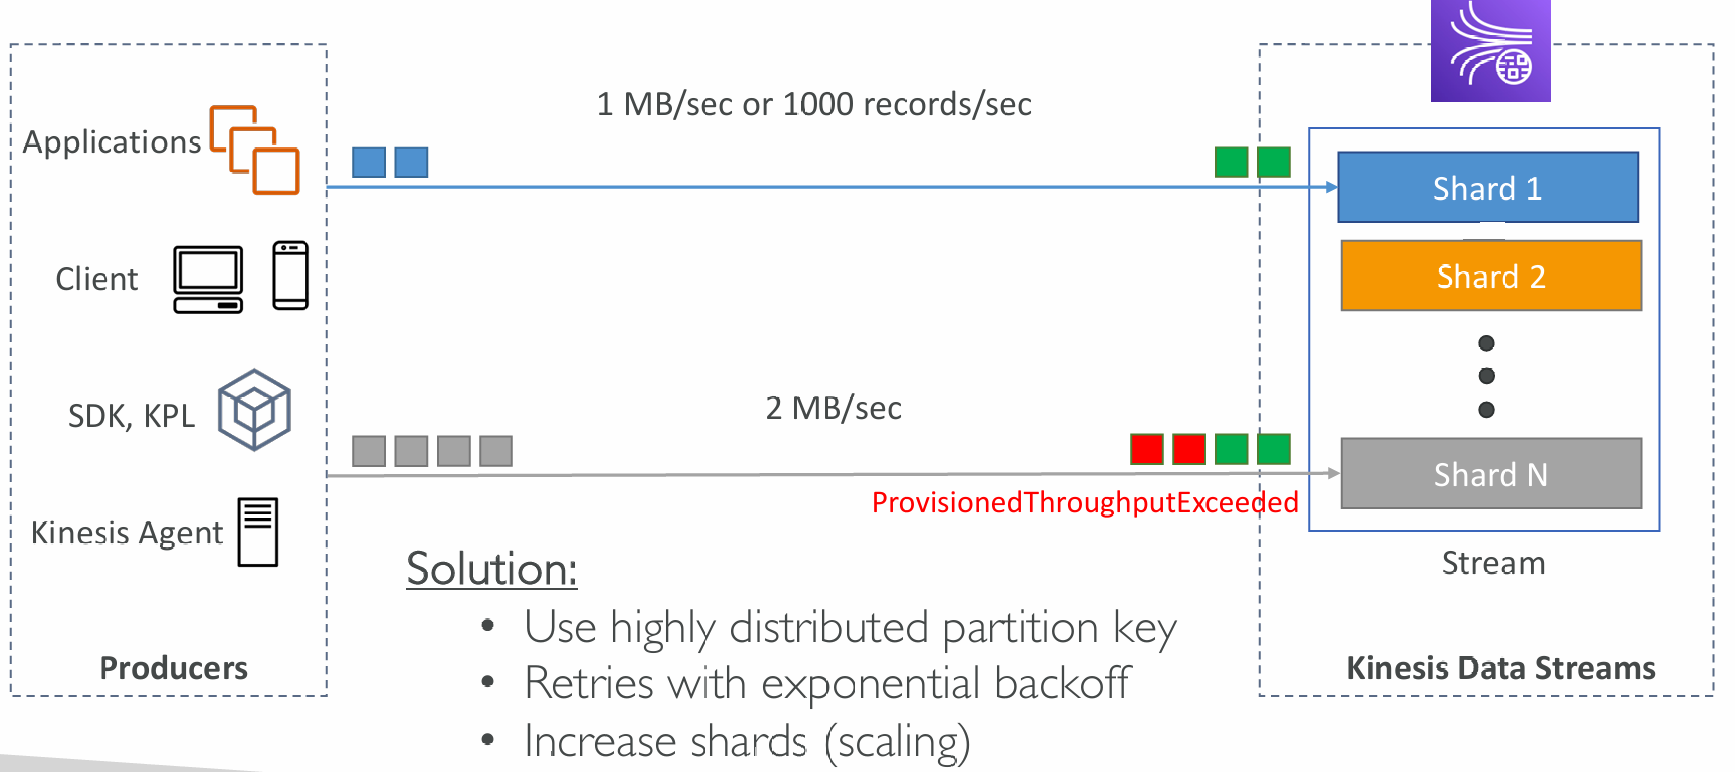 1 MB/sec or 1000 records/sec
Applications
Shard 1
Client
Shard 2
2 MB/sec
SDK, KPL
Shard N
ProvisionedThroughputExceeded
Kinesis Agent
Stream
Solution:
• Use highly distributed partition key
• Retries with exponential backoff
• Increase shards (scaling)
Producers
Kinesis Data Streams